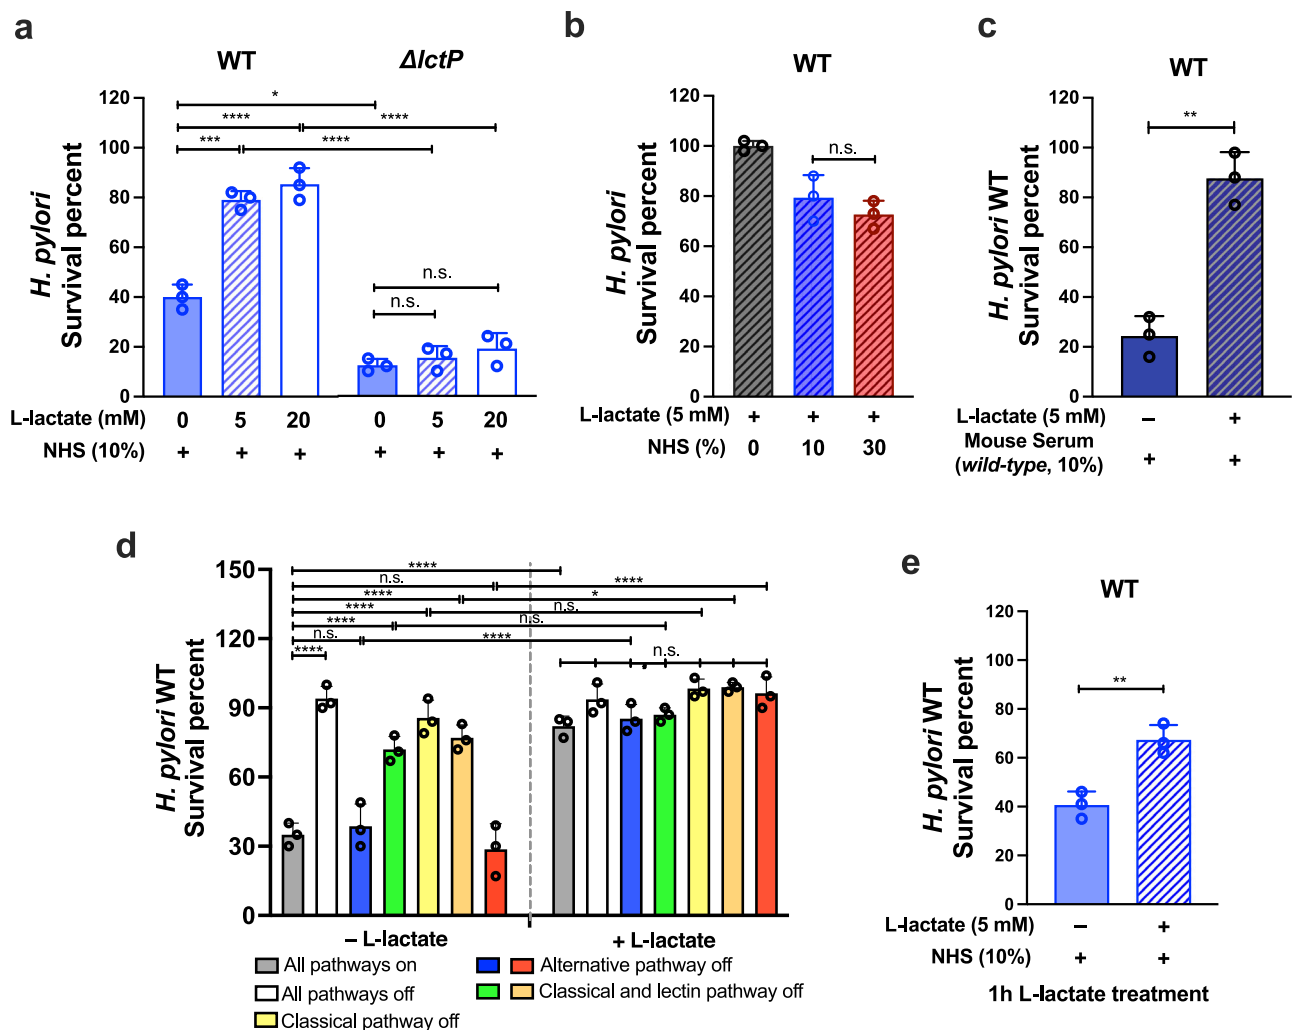 a
WT ΔlctP
H. pylori
Survival percent
120
100
80
60
40
20
0
*
**** ****
*** ****
n.s.
n.s.
L-lactate (mM) 0 5 20 0 5 20
NHS (10%) + + + + + +
b
WT
H. pylori
Survival percent
120
100
80
60
40
20
0
n.s.
L-lactate (5 mM) + + +
NHS (%) 0 10 30
c
WT
H. pylori WT
Survival percent
120
100
80
60
40
20
0
**
L-lactate (5 mM) – +
Mouse Serum
(wild-type, 10%) + +
d
H. pylori WT
Survival percent
150
120
90
60
30
0
****
n.s. ****
**** *
**** n.s.
**** n.s.
n.s. ****
****
n.s.
– L-lactate + L-lactate
All pathways on
All pathways off
Classical pathway off
Alternative pathway off
Classical and lectin pathway off
e
WT
H. pylori WT
Survival percent
120
100
80
60
40
20
0
**
L-lactate (5 mM) – +
NHS (10%) + +
1h L-lactate treatment